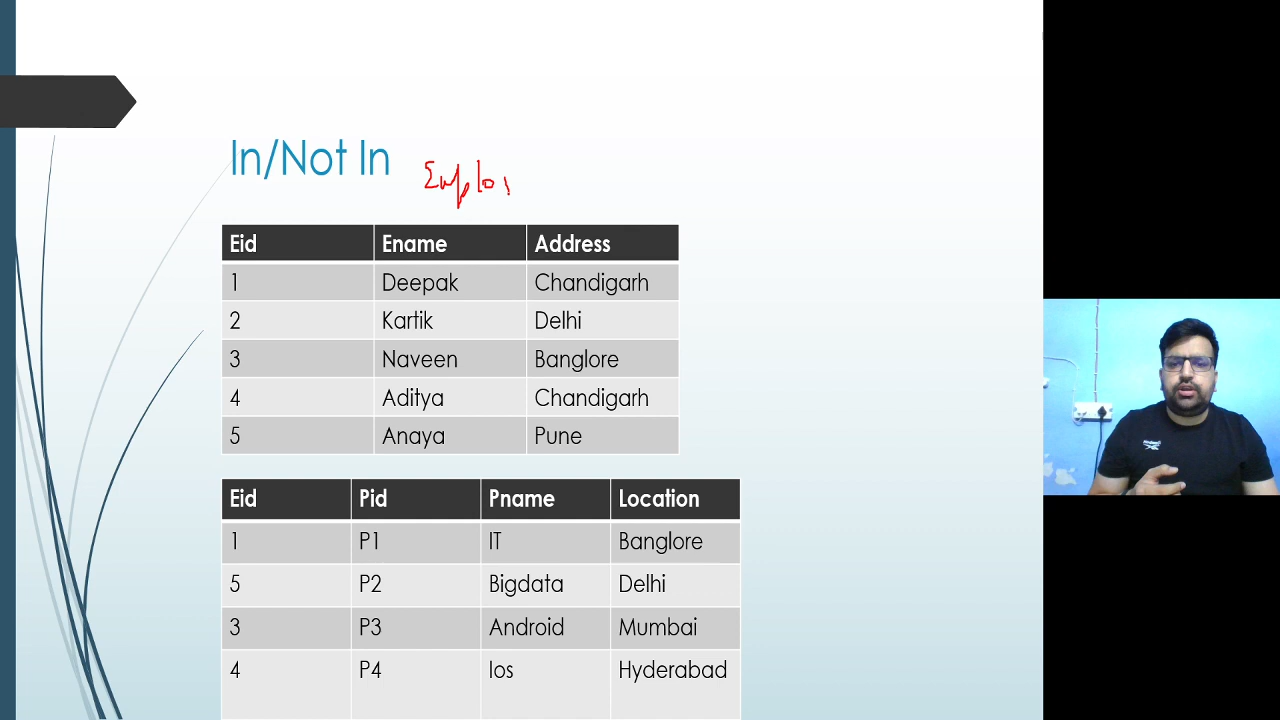 In/Not In
Emplo
Eid Ename Address
1 Deepak Chandigarh
2 Kartik Delhi
3 Naveen Banglore
4 Aditya Chandigarh
5 Anaya Pune
Eid Pid Pname Location
1 P1 IT Banglore
5 P2 Bigdata Delhi
3 P3 Android Mumbai
4 P4 Ios Hyderabad